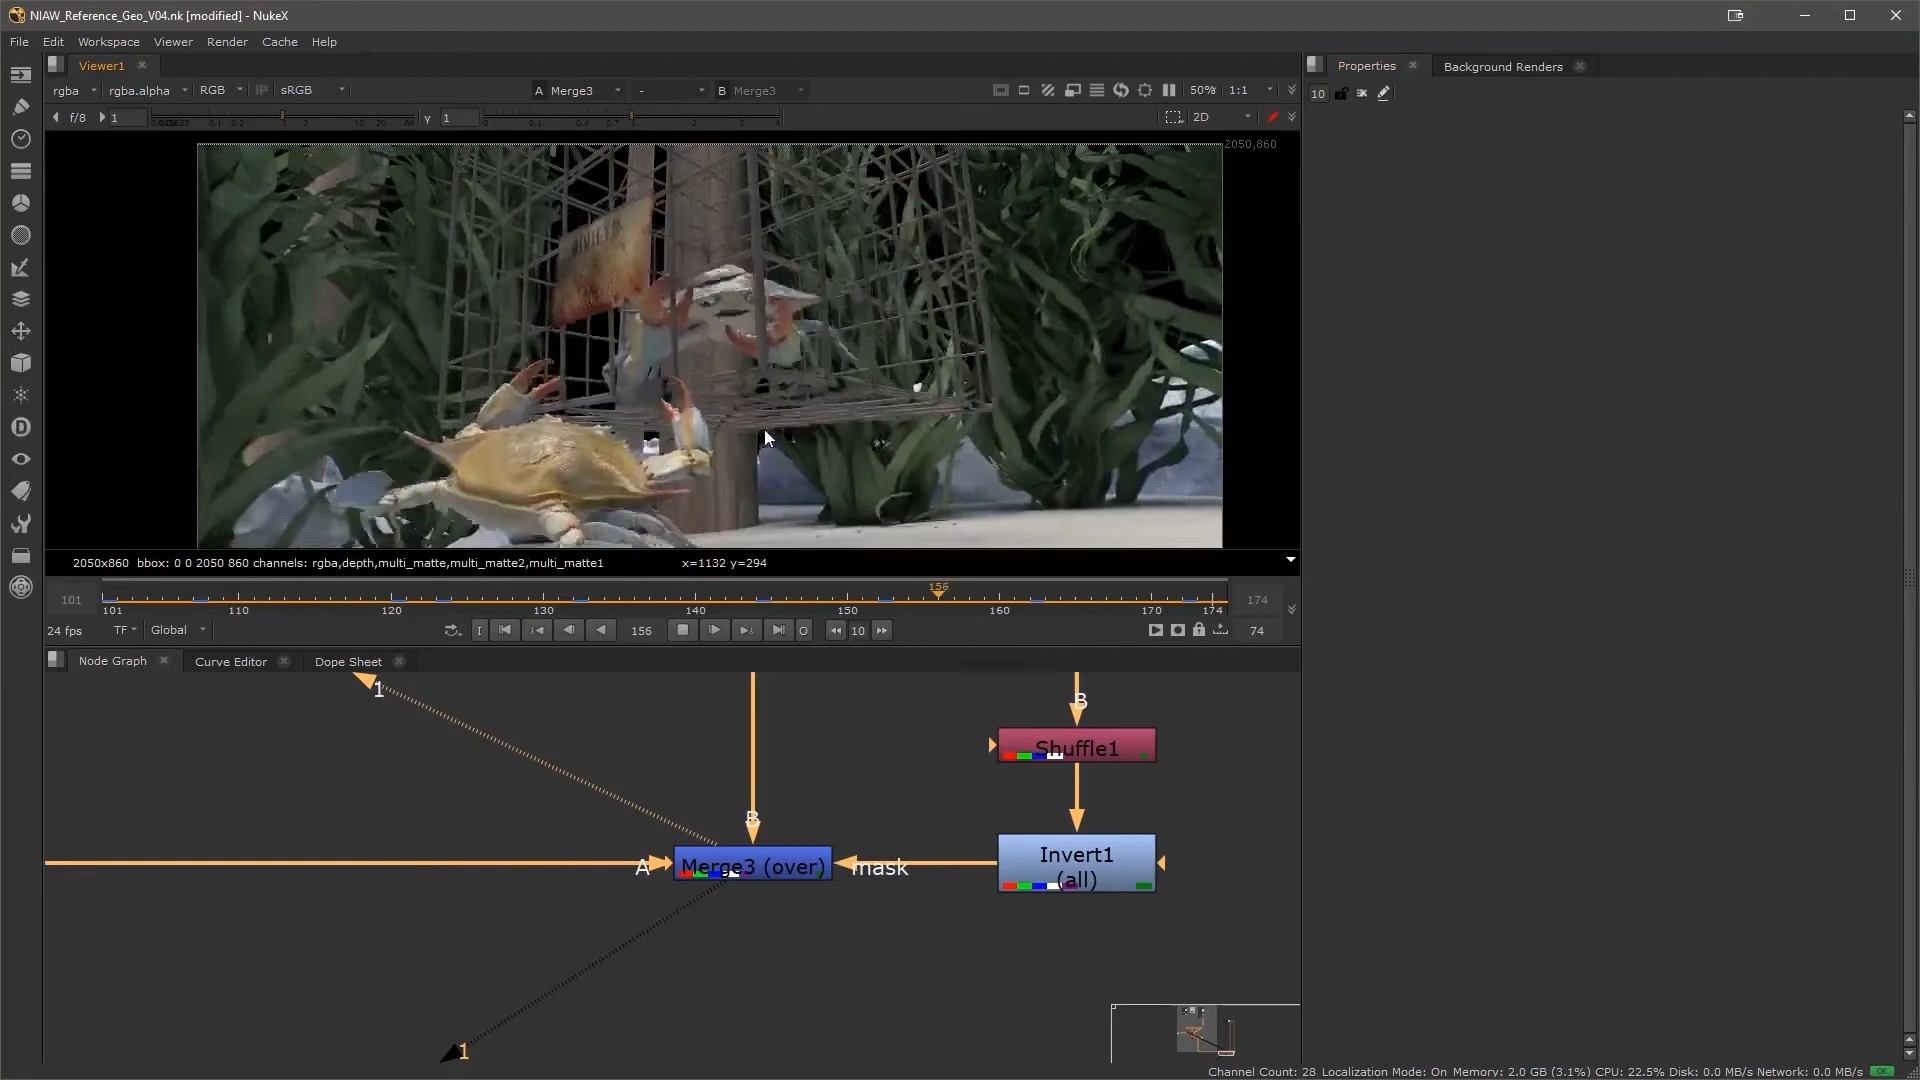 NIAW_Reference_Geo_V04.nk [modified] - NukeX
File Edit Workspace Viewer Render Cache Help
Viewer1
Properties
Background Renders
rgba
rgba.alpha
RGB
IP
sRGB
A Merge3
-
B Merge3
50%
1:1
10
f/8
1
Y
1
2D
2050,860
2050x860 bbox: 0 0 2050 860 channels: rgba,depth,multi_matte,multi_matte2,multi_matte1
x=1132 y=294
101
156
174
101 110 120 130 140 150 160 170 174
24 fps
TF
Global
156
10
74
Node Graph
Curve Editor
Dope Sheet
1
B
Shuffle1
B
A
Merge3 (over)
mask
Invert1
(all)
1
Channel Count: 28 Localization Mode: On Memory: 2.0 GB (3.1%) CPU: 22.5% Disk: 0.0 MB/s Network: 0.0 MB/s